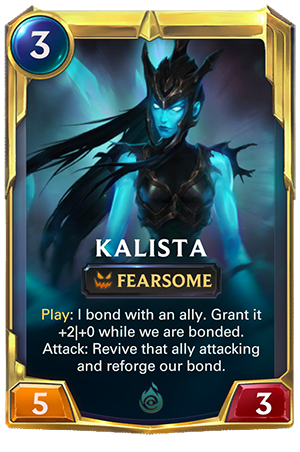 3
KALISTA
FEARSOME
Play: I bond with an ally. Grant it
+2|+0 while we are bonded.
Attack: Revive that ally attacking
and reforge our bond.
5
3